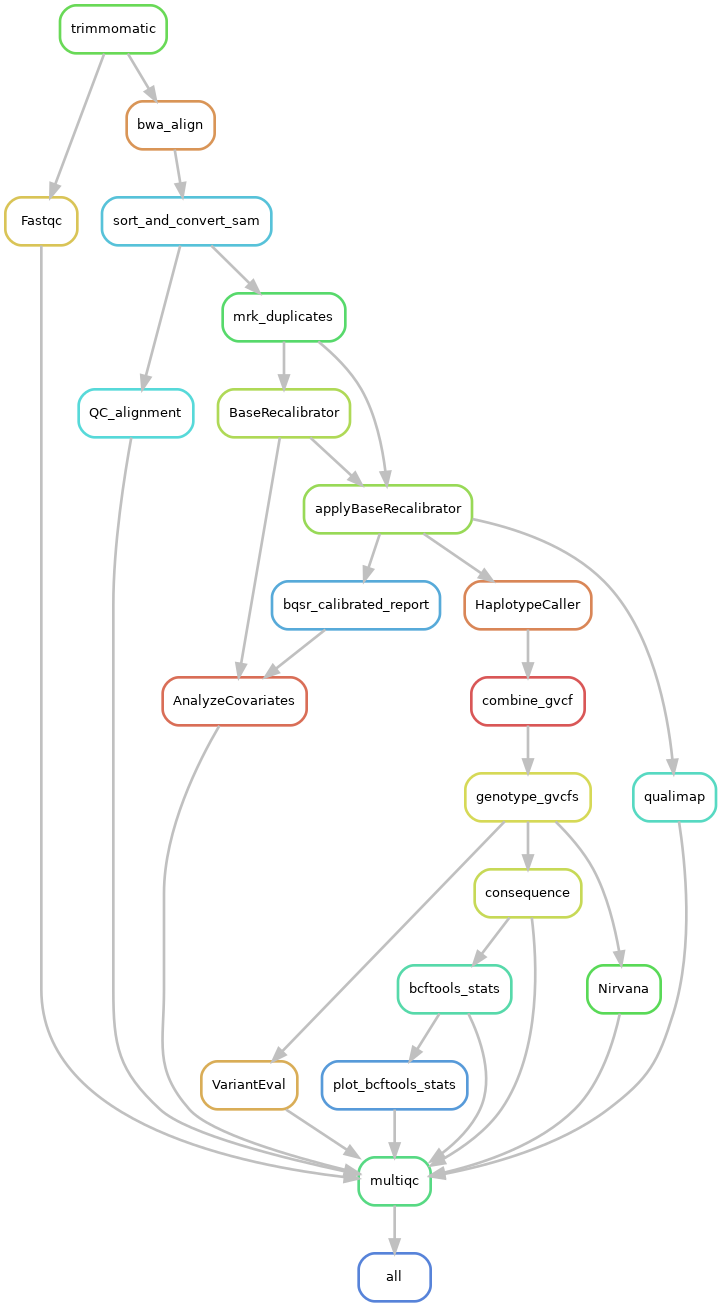 trimmomatic
bwa_align
Fastqc
sort_and_convert_sam
mrk_duplicates
QC_alignment
BaseRecalibrator
applyBaseRecalibrator
bqsr_calibrated_report
HaplotypeCaller
AnalyzeCovariates
combine_gvcf
genotype_gvcfs
qualimap
consequence
bcftools_stats
Nirvana
VariantEval
plot_bcftools_stats
multiqc
all